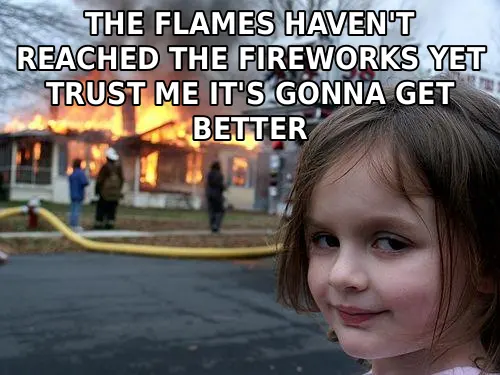 THE FLAMES HAVEN'T
REACHED THE FIREWORKS YET
TRUST ME IT'S GONNA GET
BETTER